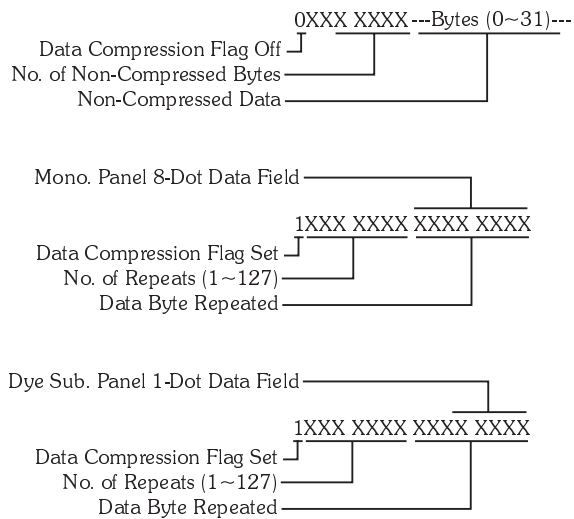 0XXX XXXX ---Bytes (0~31)---
Data Compression Flag Off
No. of Non-Compressed Bytes
Non-Compressed Data
Mono. Panel 8-Dot Data Field
1XXX XXXX XXXX XXXX
Data Compression Flag Set
No. of Repeats (1~127)
Data Byte Repeated
Dye Sub. Panel 1-Dot Data Field
1XXX XXXX XXXX XXXX
Data Compression Flag Set
No. of Repeats (1~127)
Data Byte Repeated